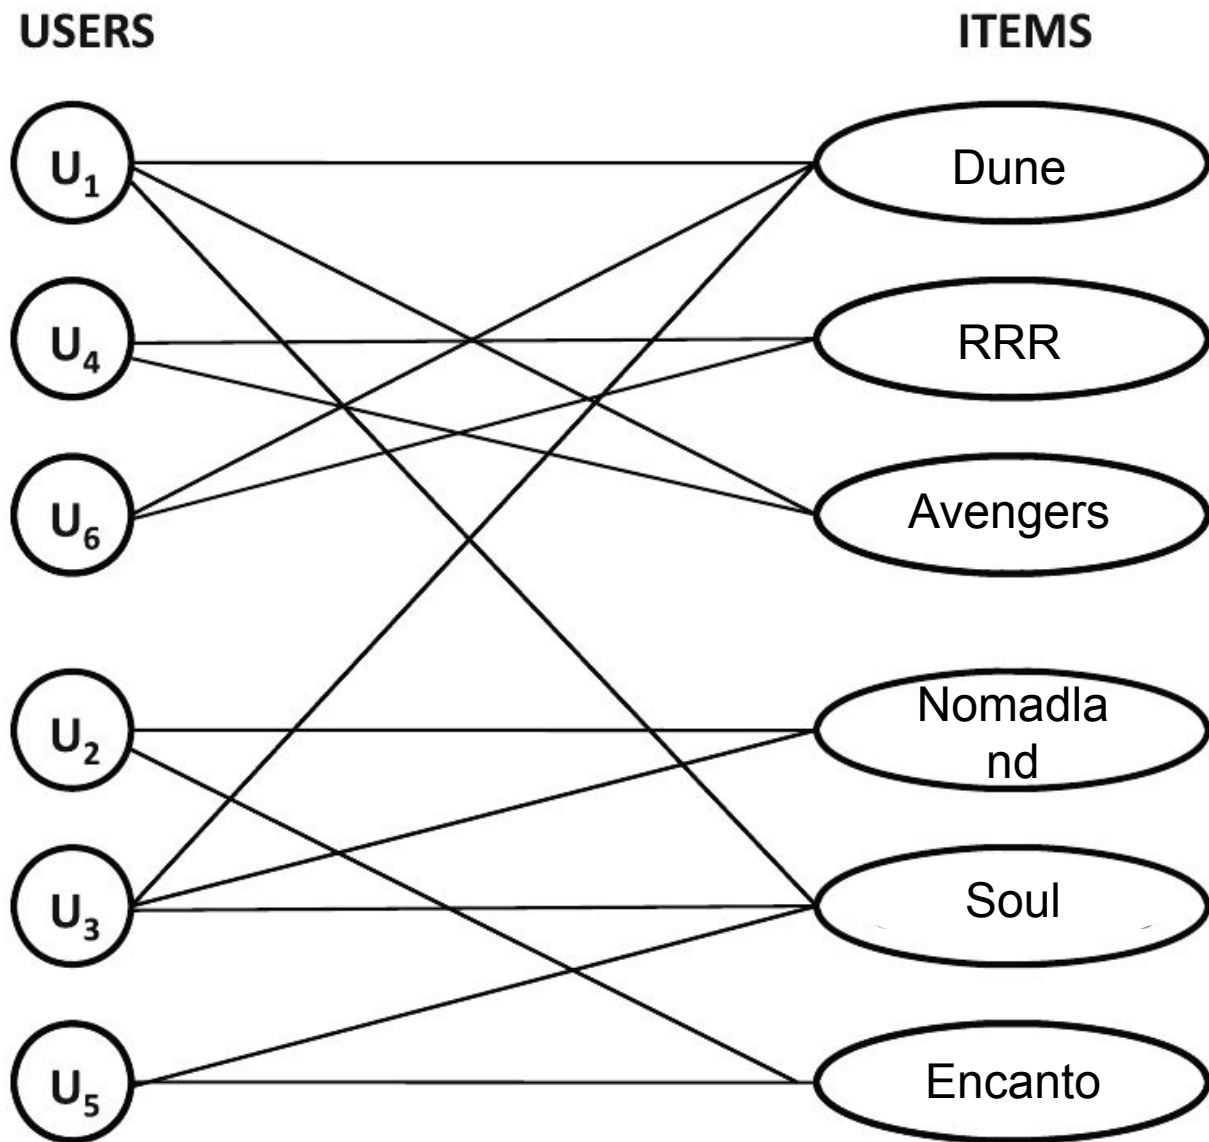 USERS ITEMS
U1 Dune
U4 RRR
U6 Avengers
U2 Nomadla
nd
U3 Soul
U5 Encanto